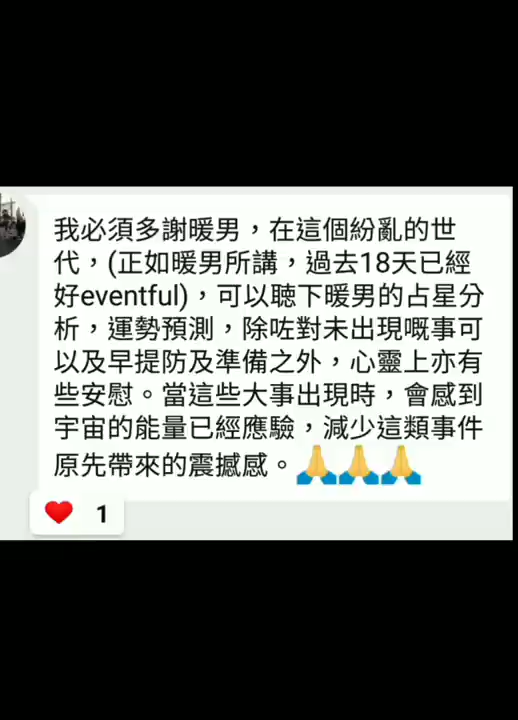 我必須多謝暖男，在這個紛亂的世
代，(正如暖男所講，過去18天已經
好eventful)，可以聽下暖男的占星分
析，運勢預測，除咗對未出現嘅事可
以及早提防及準備之外，心靈上亦有
些安慰。當這些大事出現時，會感到
宇宙的能量已經應驗，減少這類事件
原先帶來的震撼感。🙏🙏🙏
❤️ 1